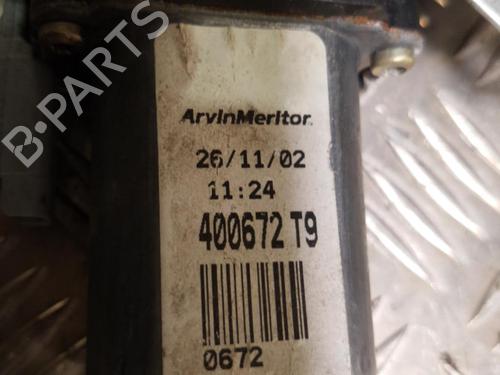 ArvinMeritor
26/11/02
11:24
400672 T9
0672
B-PARTS